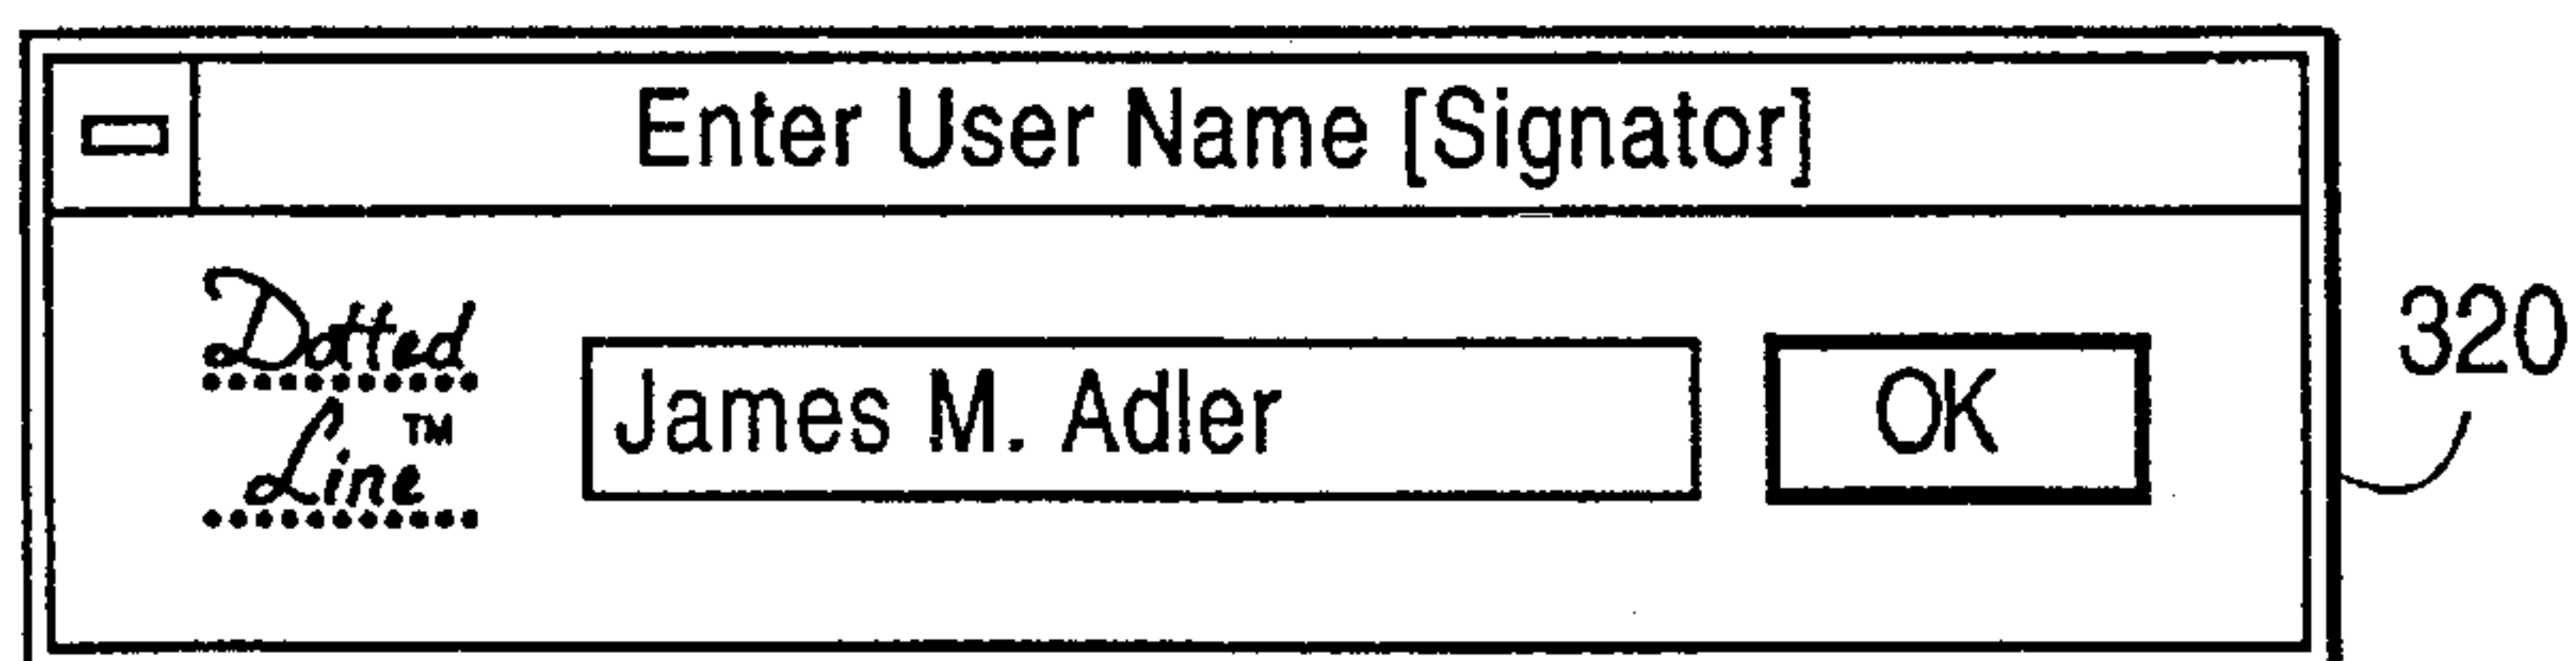 Enter User Name [Signator]
Dotted
Line™
James M. Adler
OK
320